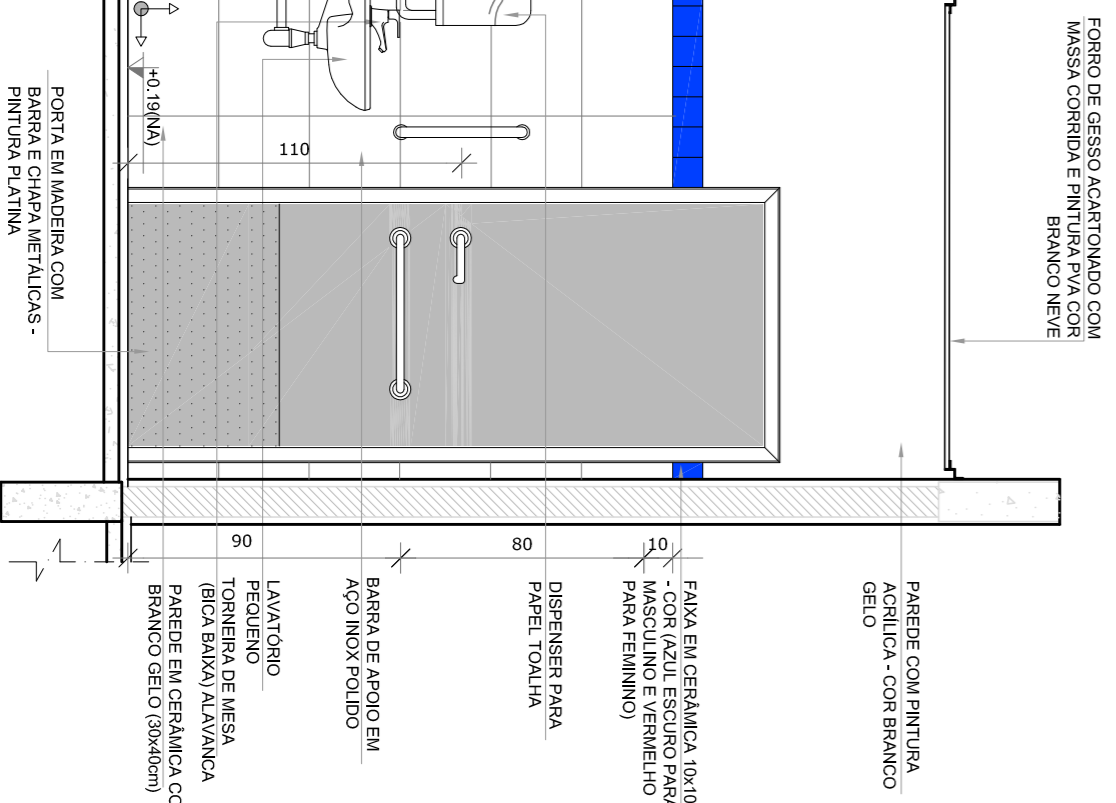 FORRO DE GESSO ACARTONADO COM
MASSA CORRIDA E PINTURA PVA COR
BRANCO NEVE
PORTA EM MADEIRA COM
BARRA E CHAPA METÁLICAS -
PINTURA PLATINA
+0.19(NA)
110
90
80
10
PAREDE COM PINTURA
ACRÍLICA - COR BRANCO
GELO
FAIXA EM CERÂMICA 10x10
- COR (AZUL ESCURO PARA
MASCULINO E VERMELHO
PARA FEMININO)
DISPENSER PARA
PAPEL TOALHA
BARRA DE APOIO EM
AÇO INOX POLIDO
LAVATÓRIO
PEQUENO
TORNEIRA DE MESA
(BICA BAIXA) ALAVANCA
PAREDE EM CERÂMICA CO
BRANCO GELO (30x40cm)